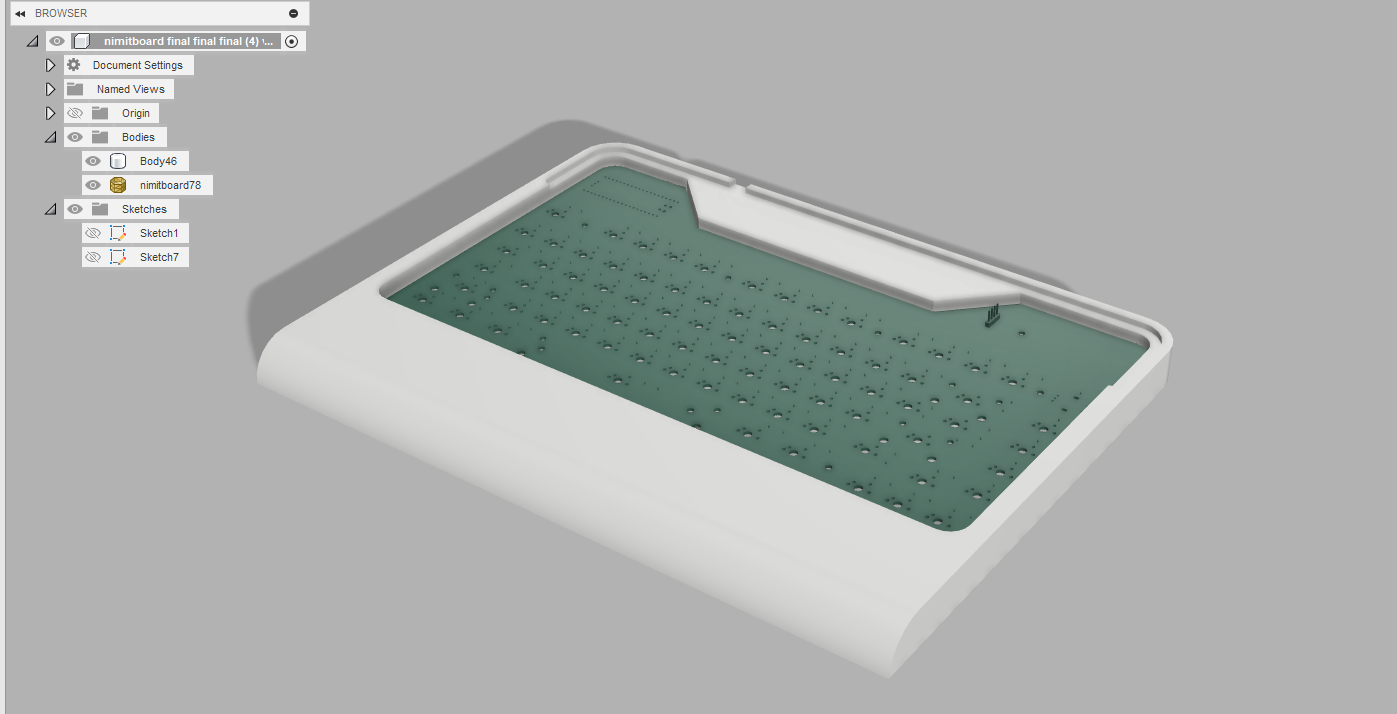 BROWSER
nimitboard final final final (4) v...
Document Settings
Named Views
Origin
Bodies
Body46
nimitboard78
Sketches
Sketch1
Sketch7